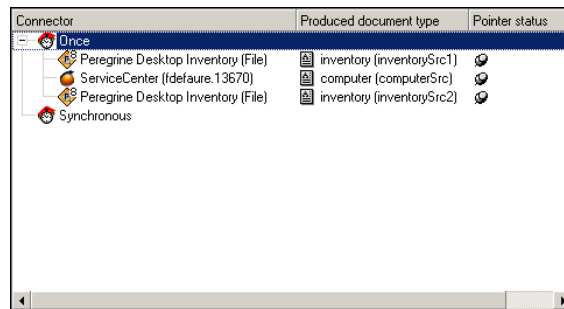 Connector Produced document type Pointer status
Once
Peregrine Desktop Inventory (File) inventory (inventorySrc1)
ServiceCenter (fdefaure.13670) computer (computerSrc)
Peregrine Desktop Inventory (File) inventory (inventorySrc2)
Synchronous